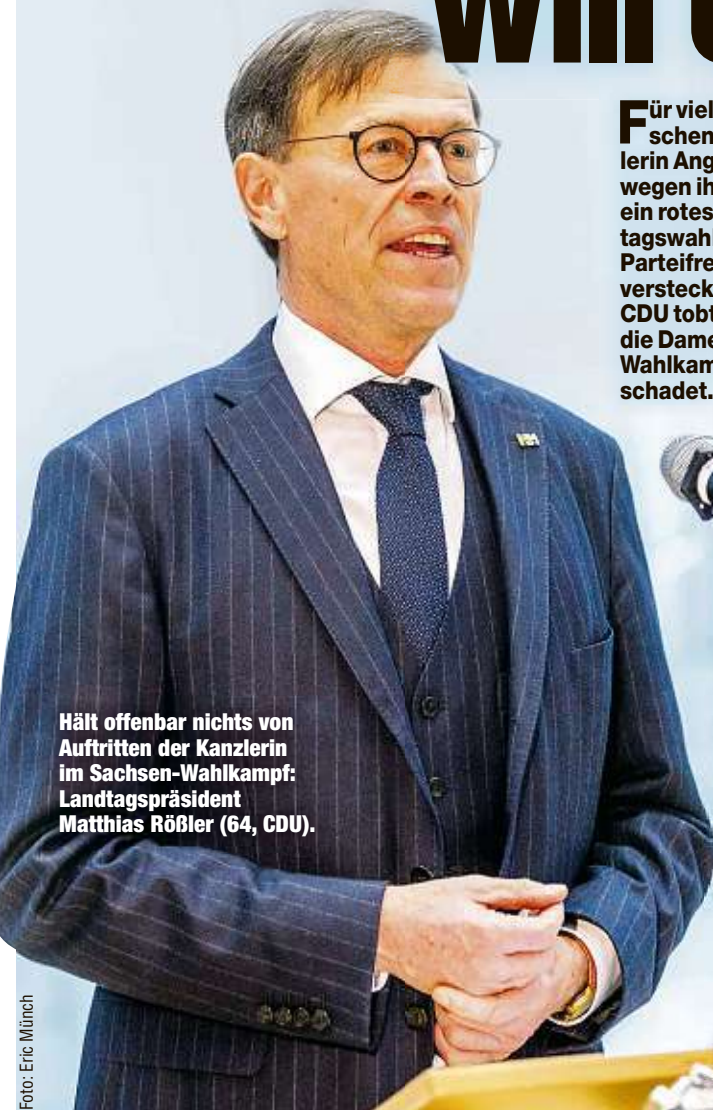 Für viel
schen
lerin Ang
wegen ih
ein rotes
tagswahl
Parteifre
versteck
CDU tobt
die Dame
Wahlkam
schadet.
Hält offenbar nichts von
Auftritten der Kanzlerin
im Sachsen-Wahlkampf:
Landtagspräsident
Matthias Rößler (64, CDU).
Foto: Eric Münch